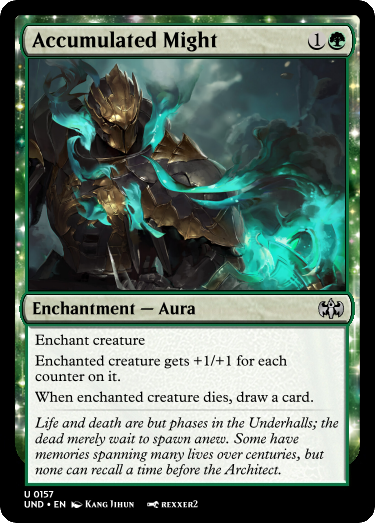 Accumulated Might 1
Enchantment — Aura
Enchant creature
Enchanted creature gets +1/+1 for each
counter on it.
When enchanted creature dies, draw a card.
Life and death are but phases in the Underhalls; the
dead merely wait to spawn anew. Some have
memories spanning many lives over centuries, but
none can recall a time before the Architect.
U 0157
UND • EN Kang Jihun rexxer2